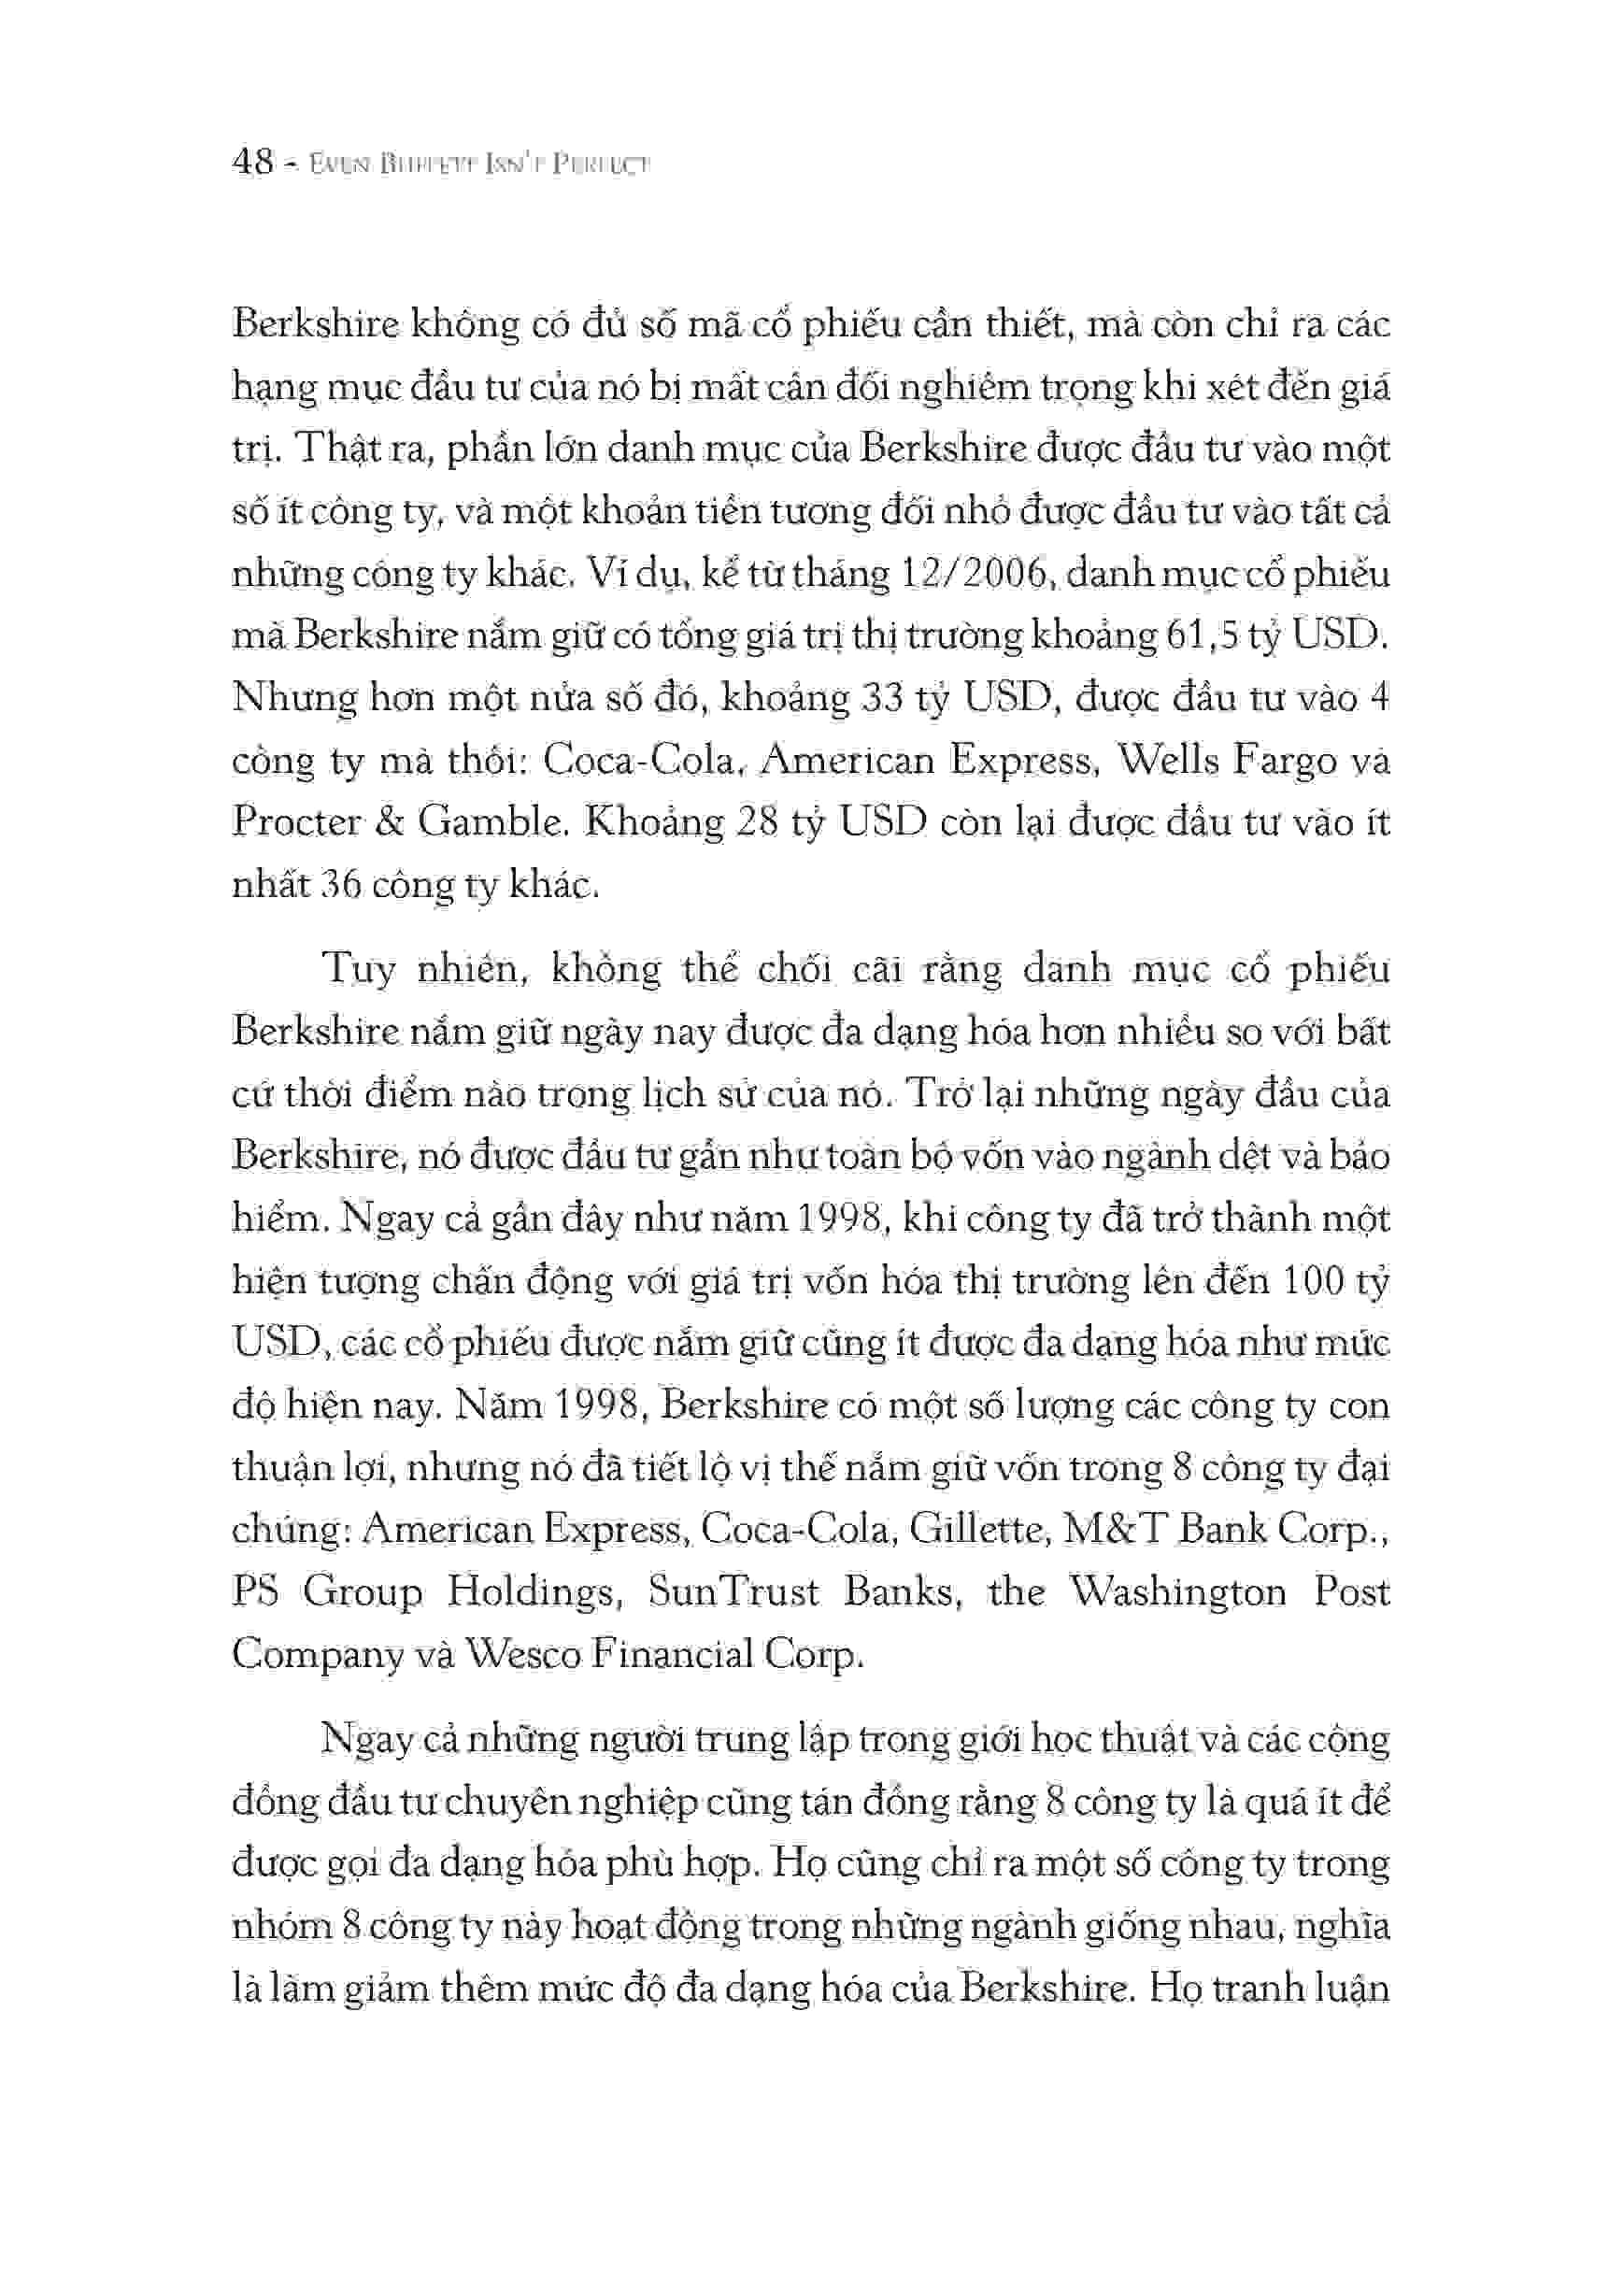 48 - EVEN BUFFETT ISN'T PERFECT
Berkshire không có đủ số mã cổ phiếu cần thiết, mà còn chỉ ra các
hạng mục đầu tư của nó bị mất cân đối nghiêm trọng khi xét đến giá
trị. Thật ra, phần lớn danh mục của Berkshire được đầu tư vào một
số ít công ty, và một khoản tiền tương đối nhỏ được đầu tư vào tất cả
những công ty khác. Ví dụ, kể từ tháng 12/2006, danh mục cổ phiếu
mà Berkshire nắm giữ có tổng giá trị thị trường khoảng 61,5 tỷ USD.
Nhưng hơn một nửa số đó, khoảng 33 tỷ USD, được đầu tư vào 4
công ty mà thôi: Coca-Cola, American Express, Wells Fargo và
Procter & Gamble. Khoảng 28 tỷ USD còn lại được đầu tư vào ít
nhất 36 công ty khác.
Tuy nhiên, không thể chối cãi rằng danh mục cổ phiếu
Berkshire nắm giữ ngày nay được đa dạng hóa hơn nhiều so với bất
cứ thời điểm nào trong lịch sử của nó. Trở lại những ngày đầu của
Berkshire, nó được đầu tư gần như toàn bộ vốn vào ngành dệt và bảo
hiểm. Ngay cả gần đây như năm 1998, khi công ty đã trở thành một
hiện tượng chấn động với giá trị vốn hóa thị trường lên đến 100 tỷ
USD, các cổ phiếu được nắm giữ cũng ít được đa dạng hóa như mức
độ hiện nay. Năm 1998, Berkshire có một số lượng các công ty con
thuận lợi, nhưng nó đã tiết lộ vị thế nắm giữ vốn trong 8 công ty đại
chúng: American Express, Coca-Cola, Gillette, M&T Bank Corp.,
PS Group Holdings, SunTrust Banks, the Washington Post
Company và Wesco Financial Corp.
Ngay cả những người trung lập trong giới học thuật và các cộng
đồng đầu tư chuyên nghiệp cũng tán đồng rằng 8 công ty là quá ít để
được gọi đa dạng hóa phù hợp. Họ cũng chỉ ra một số công ty trong
nhóm 8 công ty này hoạt động trong những ngành giống nhau, nghĩa
là làm giảm thêm mức độ đa dạng hóa của Berkshire. Họ tranh luận